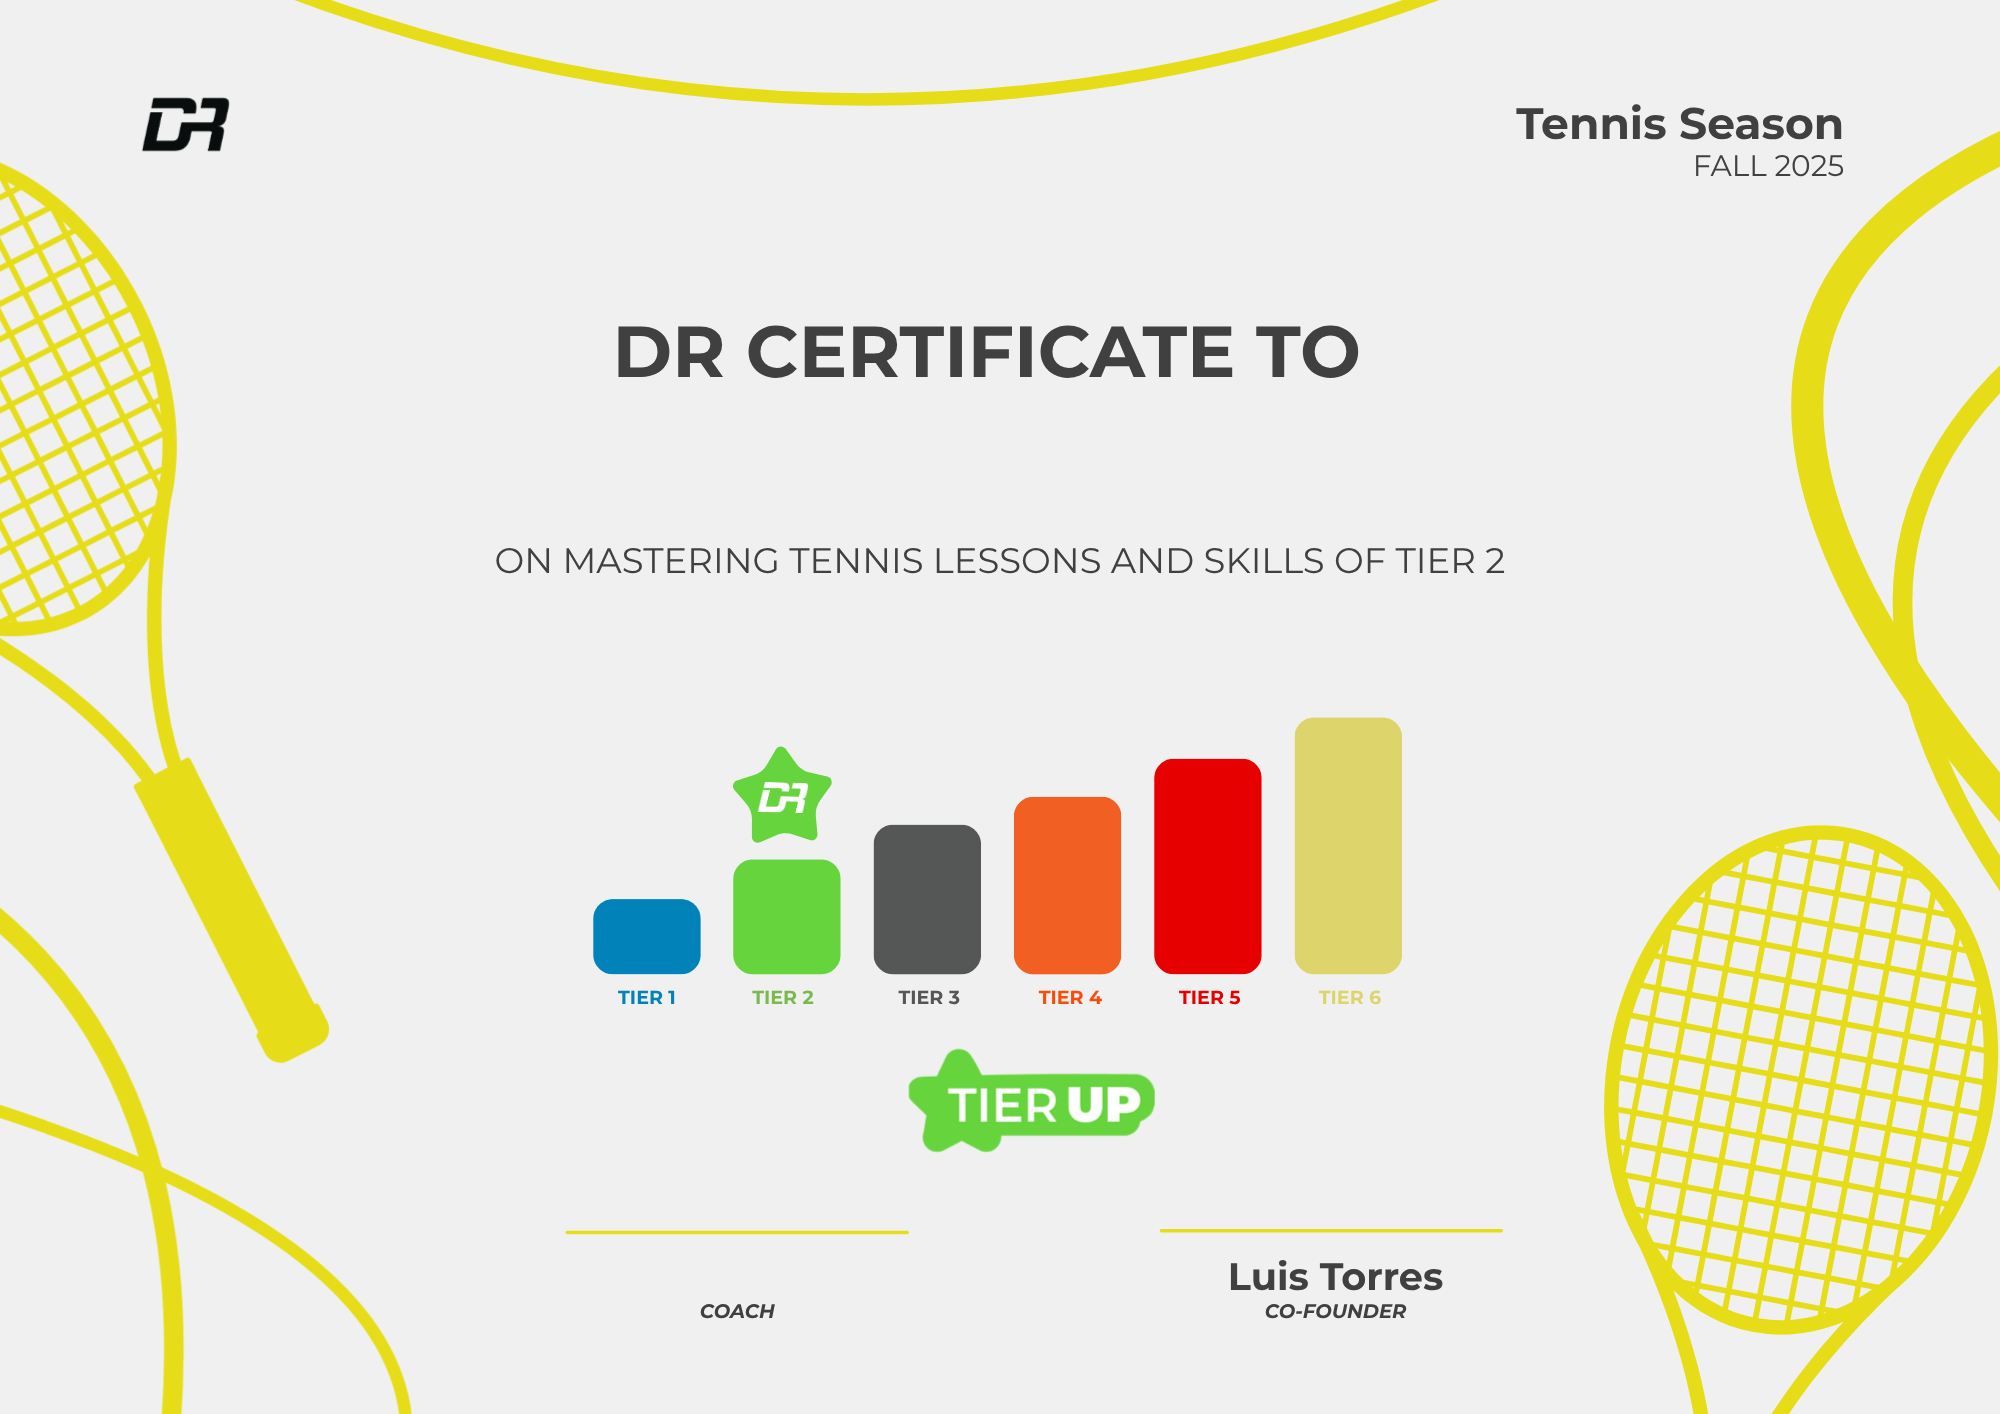 DR
Tennis Season
FALL 2025
DR CERTIFICATE TO
ON MASTERING TENNIS LESSONS AND SKILLS OF TIER 2
DR
TIER 1
TIER 2
TIER 3
TIER 4
TIER 5
TIER 6
TIER UP
Luis Torres
COACH
CO-FOUNDER